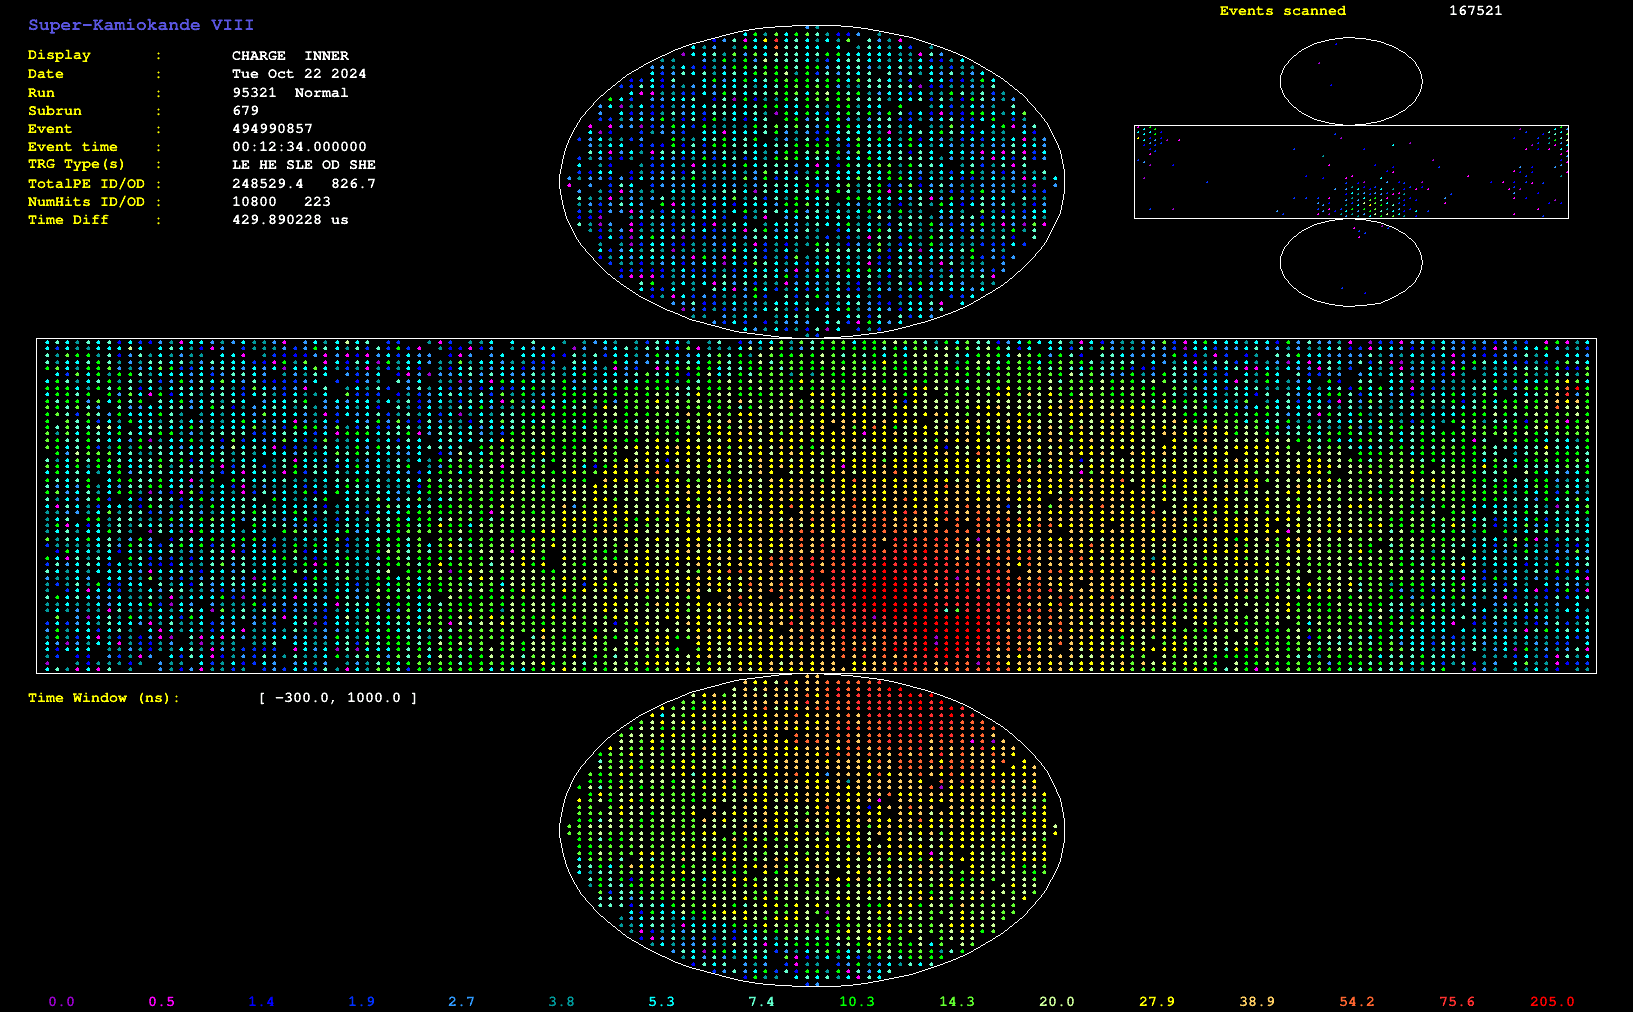 Super-Kamiokande VIII
Events scanned 167521
Display : CHARGE INNER
Date : Tue Oct 22 2024
Run : 95321 Normal
Subrun : 679
Event : 494990857
Event time : 00:12:34.000000
TRG Type(s) : LE HE SLE OD SHE
TotalPE ID/OD : 248529.4 826.7
NumHits ID/OD : 10800 223
Time Diff : 429.890228 us
Time Window (ns): [ −300.0, 1000.0 ]
0.0 0.5 1.4 1.9 2.7 3.8 5.3 7.4 10.3 14.3 20.0 27.9 38.9 54.2 75.6 205.0